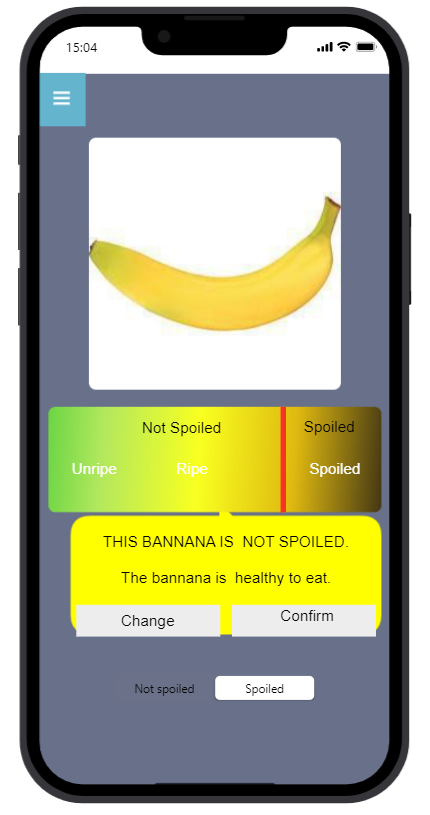 15:04
Not Spoiled Spoiled
Unripe Ripe Spoiled
THIS BANNANA IS NOT SPOILED.
The bannana is healthy to eat.
Change Confirm
Not spoiled Spoiled